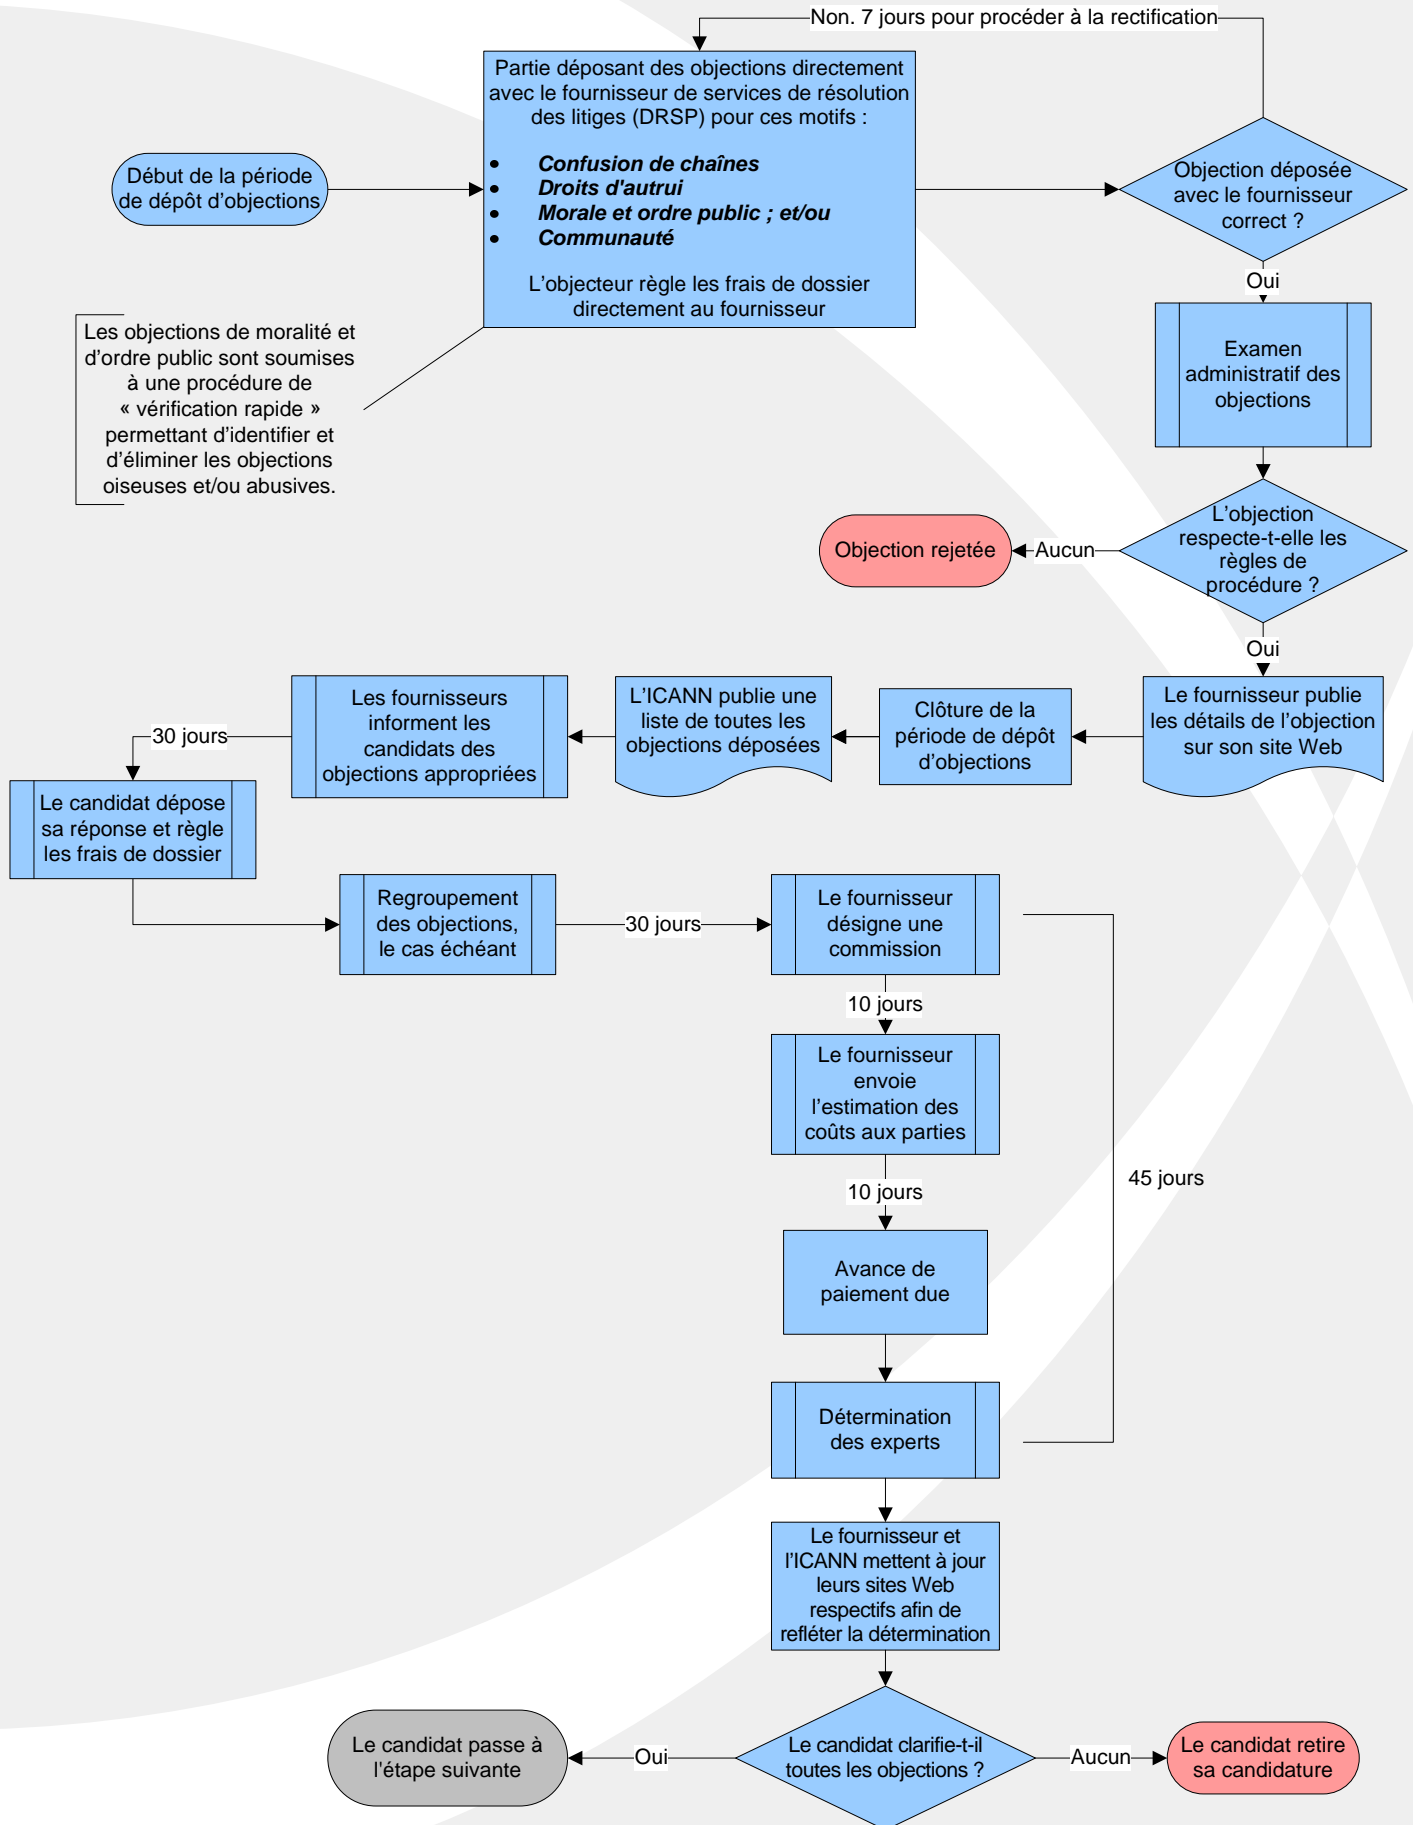 Non. 7 jours pour procéder à la rectification
Partie déposant des objections directement
avec le fournisseur de services de résolution
des litiges (DRSP) pour ces motifs :
• Confusion de chaînes
• Droits d'autrui
• Morale et ordre public ; et/ou
• Communauté
L'objecteur règle les frais de dossier
directement au fournisseur
Début de la période
de dépôt d’objections
Objection déposée
avec le fournisseur
correct ?
Oui
Les objections de moralité et
d’ordre public sont soumises
à une procédure de
« vérification rapide »
permettant d’identifier et
d’éliminer les objections
oiseuses et/ou abusives.
Examen
administratif des
objections
L’objection
respecte-t-elle les
règles de
procédure ?
Aucun
Objection rejetée
Oui
Le fournisseur publie
les détails de l’objection
sur son site Web
Clôture de la
période de dépôt
d’objections
L’ICANN publie une
liste de toutes les
objections déposées
Les fournisseurs
informent les
candidats des
objections appropriées
30 jours
Le candidat dépose
sa réponse et règle
les frais de dossier
Regroupement
des objections,
le cas échéant
30 jours
Le fournisseur
désigne une
commission
10 jours
Le fournisseur
envoie
l’estimation des
coûts aux parties
45 jours
10 jours
Avance de
paiement due
Détermination
des experts
Le fournisseur et
l’ICANN mettent à jour
leurs sites Web
respectifs afin de
refléter la détermination
Le candidat clarifie-t-il
toutes les objections ?
Oui
Le candidat passe à
l'étape suivante
Aucun
Le candidat retire
sa candidature